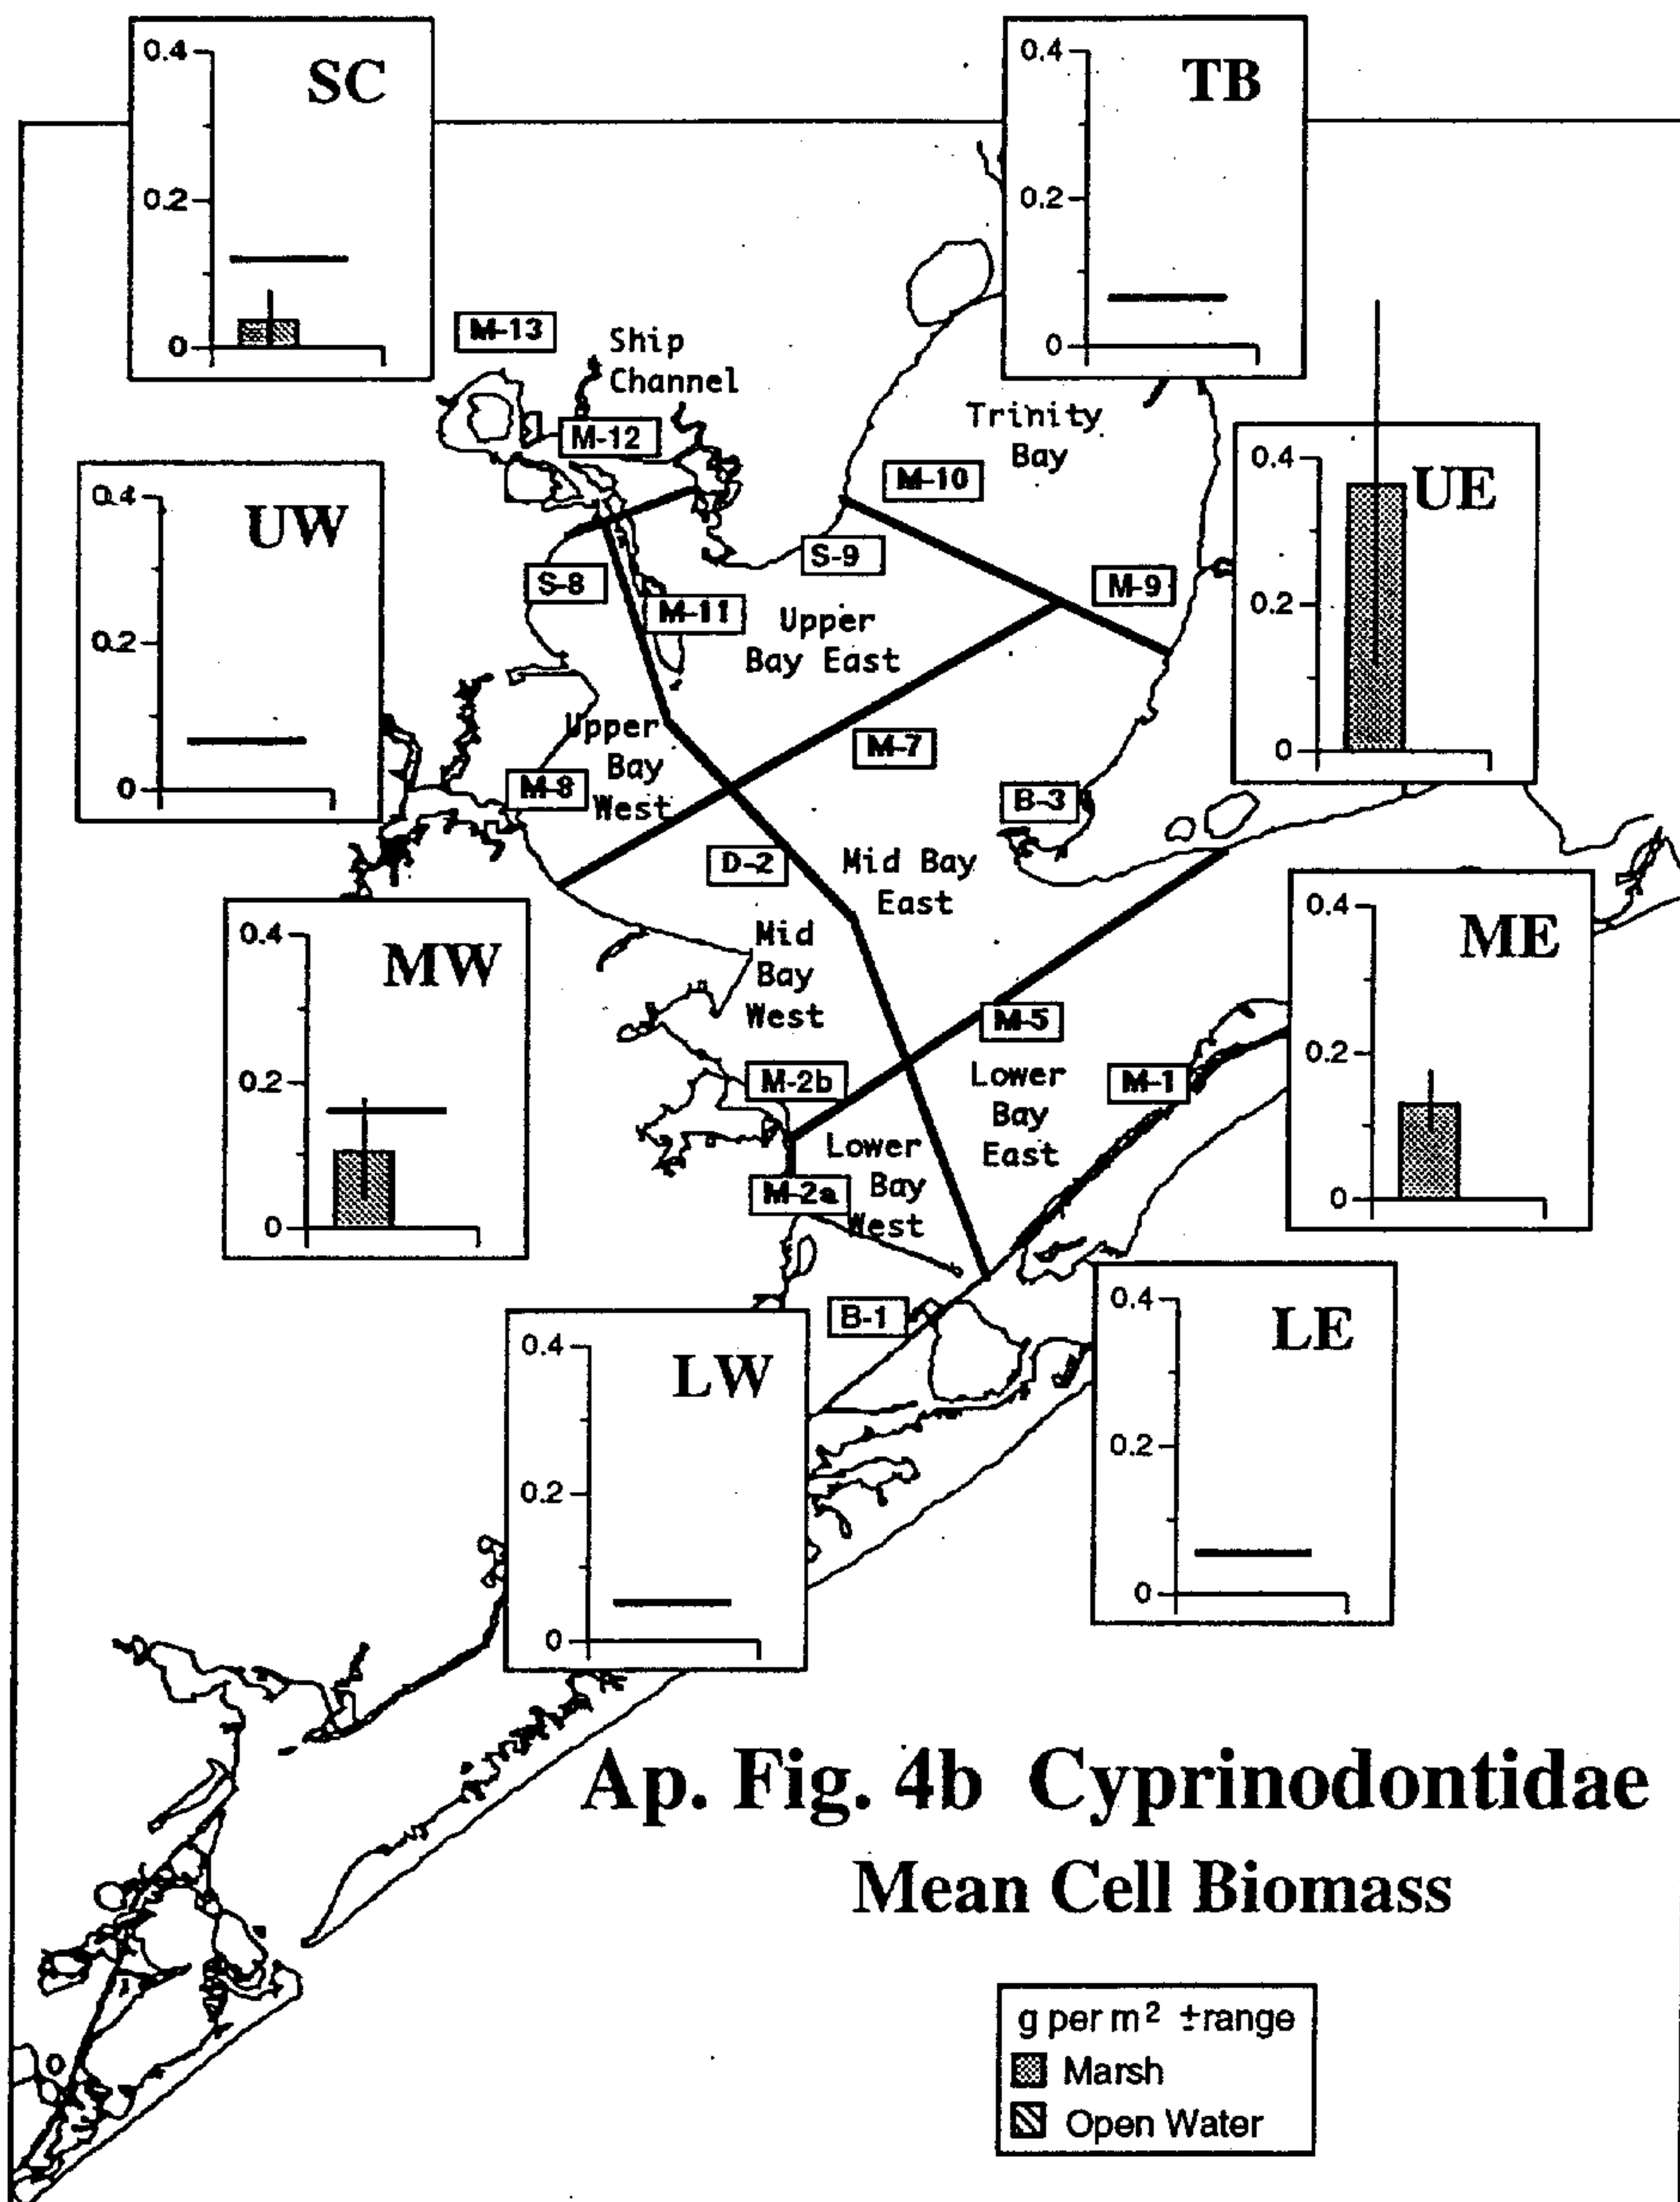 0.4
SC
0.2
0
0.4
TB
0.2
0
M-13
Ship
Channel
M-12
Trinity
Bay
M-10
0.4
UE
0.2
0
0.4
UW
0.2
0
S-9
S-8
M-9
M-11
Upper
Bay East
Upper
Bay
West
M-7
M-8
B-3
D-2
Mid Bay
East
0.4
MW
0.2
0
Mid
Bay
West
0.4
ME
0.2
0
M-5
M-2b
Lower
Bay
East
M-1
Lower
Bay
West
M-2a
B-1
0.4
LE
0.2
0
0.4
LW
0.2
0
Ap. Fig. 4b Cyprinodontidae
Mean Cell Biomass
g per m² ±range
Marsh
Open Water